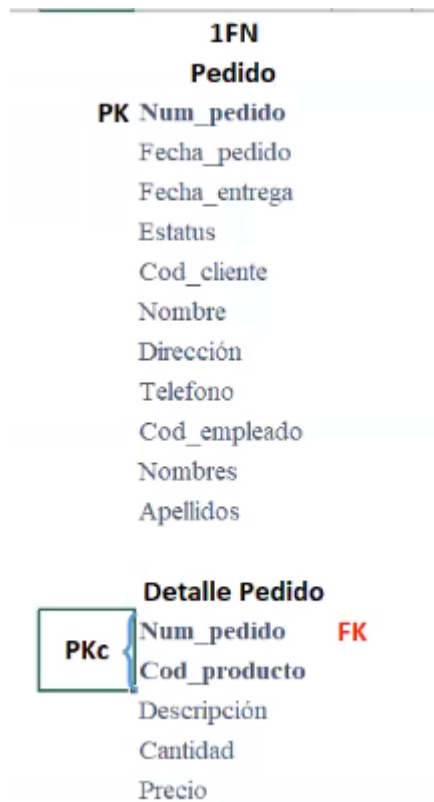 1FN
Pedido
PK Num_pedido
Fecha_pedido
Fecha_entrega
Estatus
Cod_cliente
Nombre
Dirección
Telefono
Cod_empleado
Nombres
Apellidos
Detalle Pedido
PKc Num_pedido FK
Cod_producto
Descripción
Cantidad
Precio